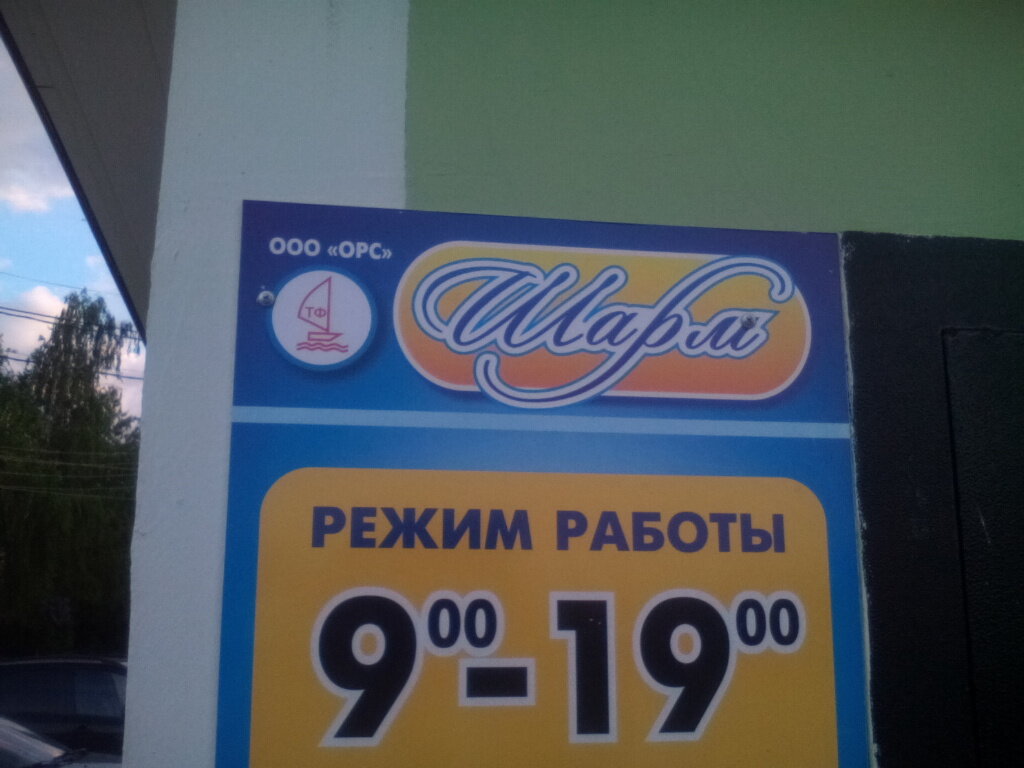 ООО «ОРС»
ТФ
Шарм
РЕЖИМ РАБОТЫ
9⁰⁰-19⁰⁰